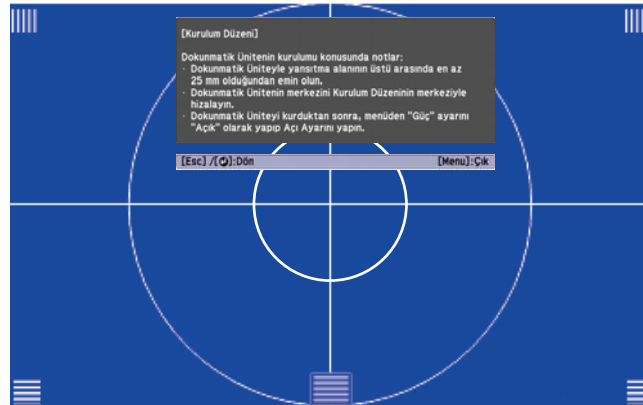 [Kurulum Düzeni]
Dokunmatik Ünitenin kurulumu konusunda notlar:
· Dokunmatik Üniteyle yansıtma alanının üstü arasında en az
25 mm olduğundan emin olun.
· Dokunmatik Ünitenin merkezini Kurulum Düzeninin merkeziyle
hizalayın.
· Dokunmatik Üniteyi kurduktan sonra, menüden "Güç" ayarını
"Açık" olarak yapıp Açı Ayarını yapın.
[Esc] /[⮌]:Dön [Menu]:Çık